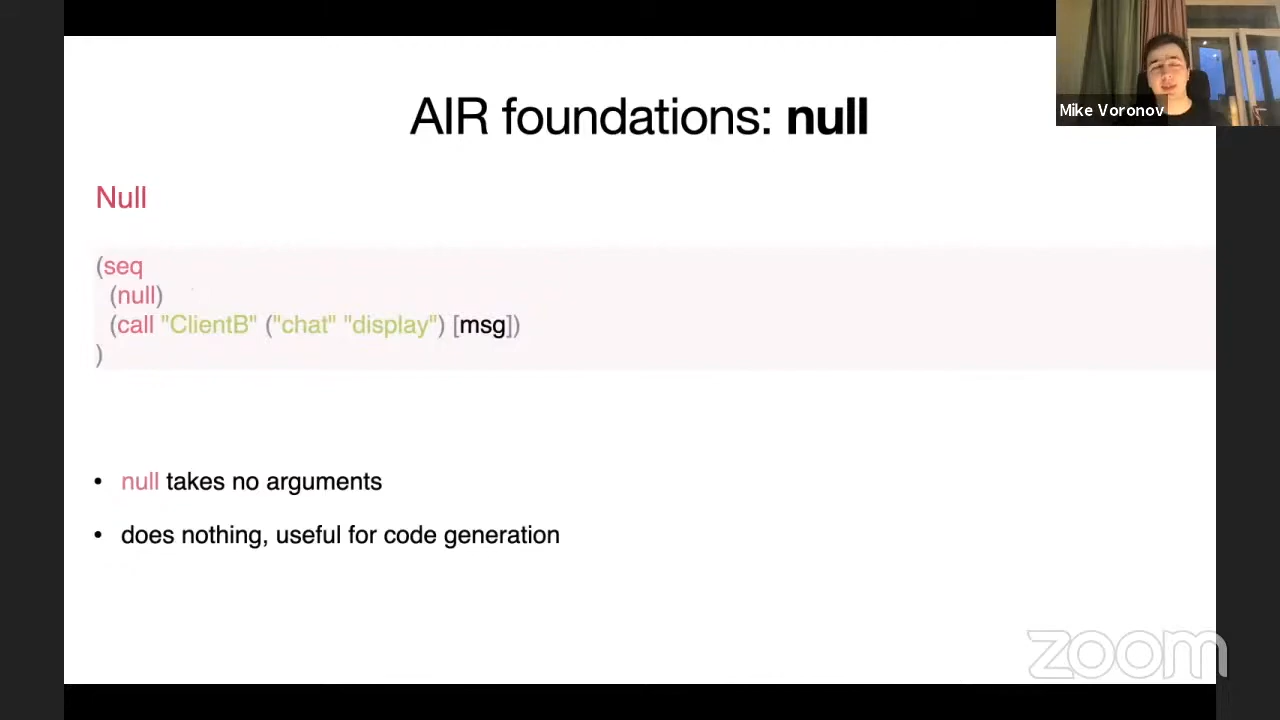 AIR foundations: null
Mike Voronov
Null
(seq
(null)
(call "ClientB" ("chat" "display") [msg])
)
• null takes no arguments
• does nothing, useful for code generation
zoom